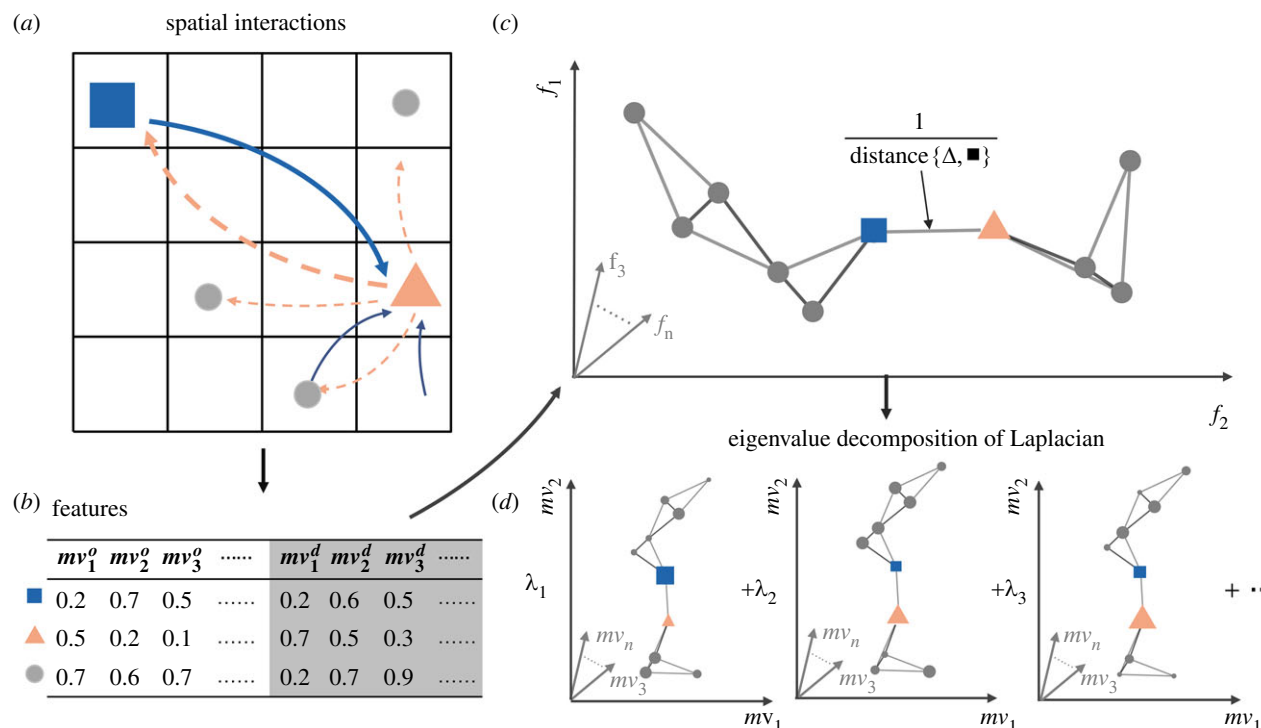 (a) spatial interactions
(b) features
mv₁ᵒ mv₂ᵒ mv₃ᵒ ...... mv₁ᵈ mv₂ᵈ mv₃ᵈ ......
0.2 0.7 0.5 ...... 0.2 0.6 0.5 ......
0.5 0.2 0.1 ...... 0.7 0.5 0.3 ......
0.7 0.6 0.7 ...... 0.2 0.7 0.9 ......
(c)
f₁
1
distance {Δ, ■}
f₃
fₙ
f₂
eigenvalue decomposition of Laplacian
(d)
mv₂
λ₁
mvₙ
mv₃
mv₁
mv₂
+λ₂
mvₙ
mv₃
mv₁
mv₂
+λ₃
mvₙ
mv₃
mv₁
+ ··